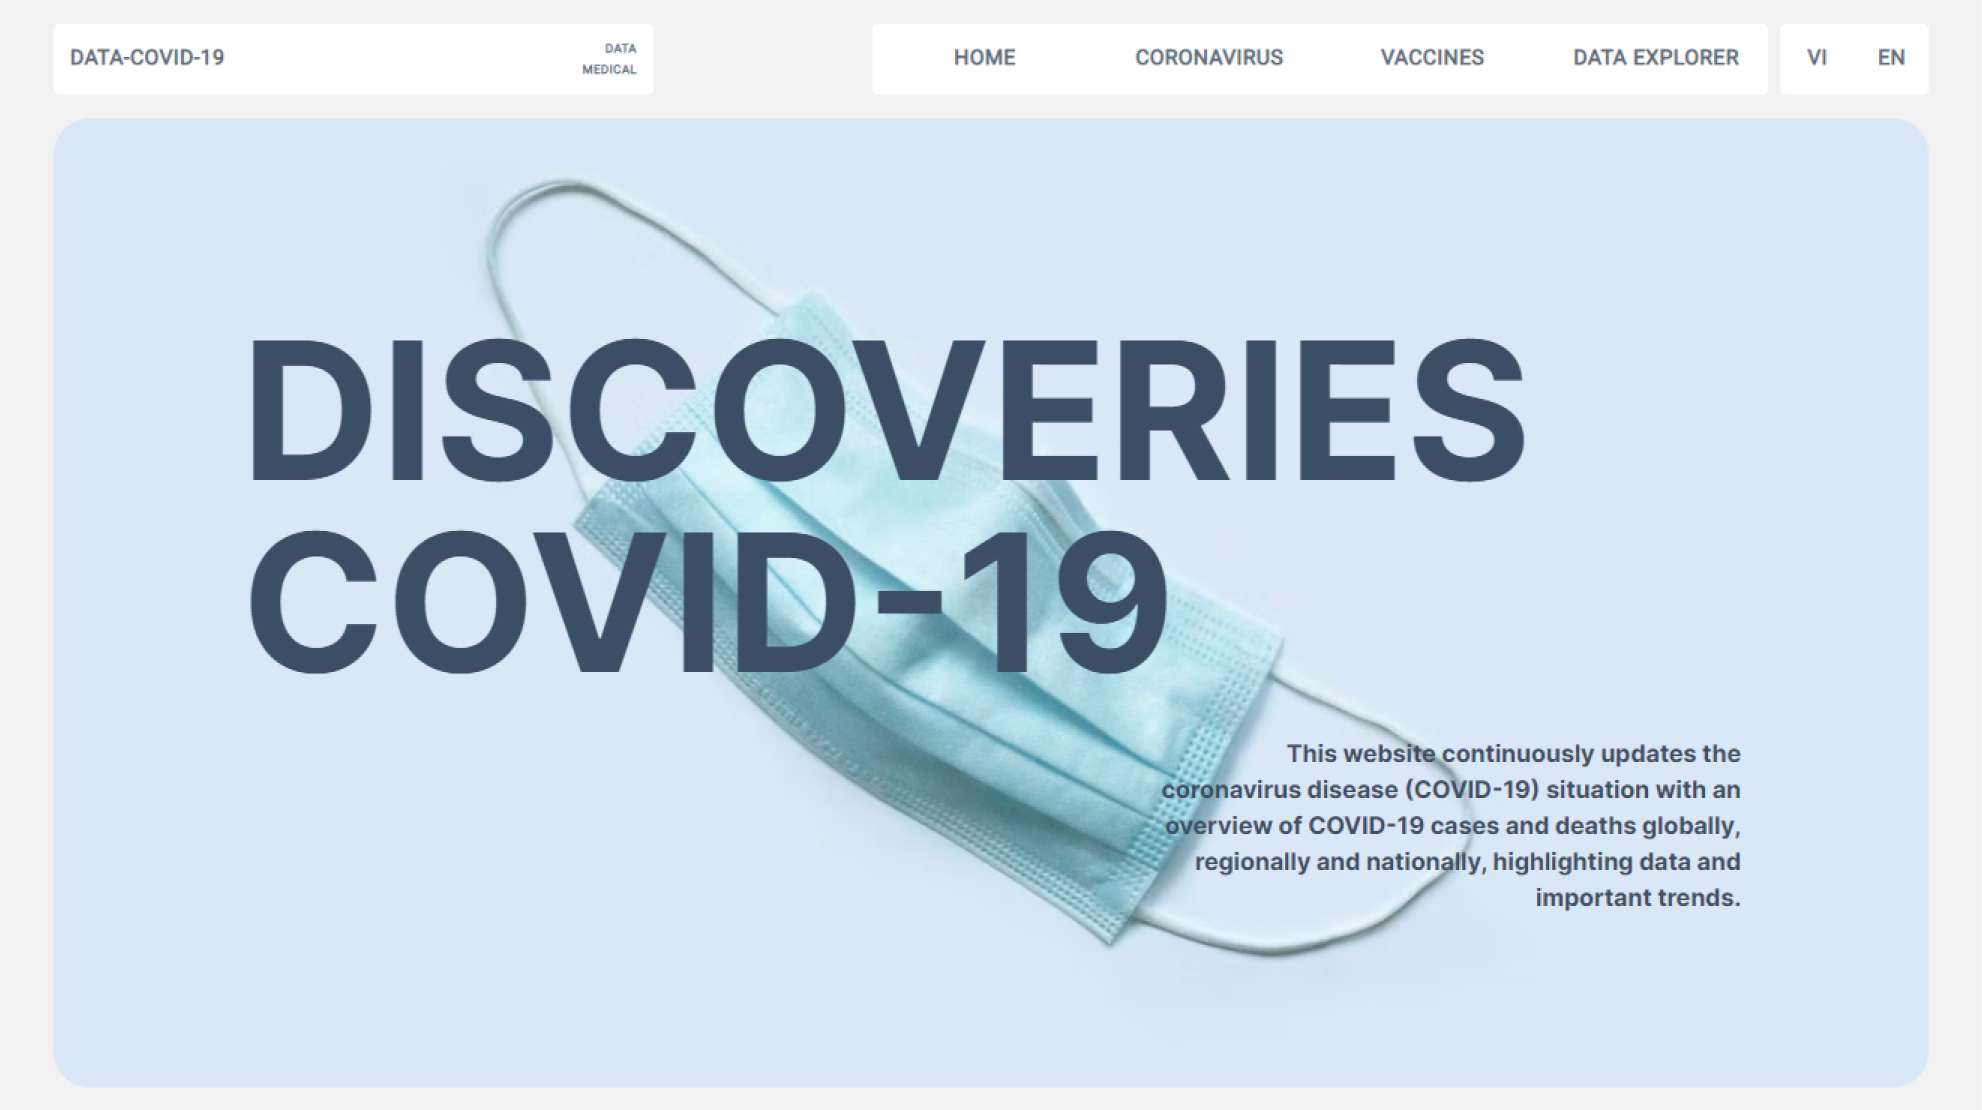 DATA-COVID-19
DATA
MEDICAL
HOME CORONAVIRUS VACCINES DATA EXPLORER
VI EN
DISCOVERIES
COVID-19
This website continuously updates the
coronavirus disease (COVID-19) situation with an
overview of COVID-19 cases and deaths globally,
regionally and nationally, highlighting data and
important trends.